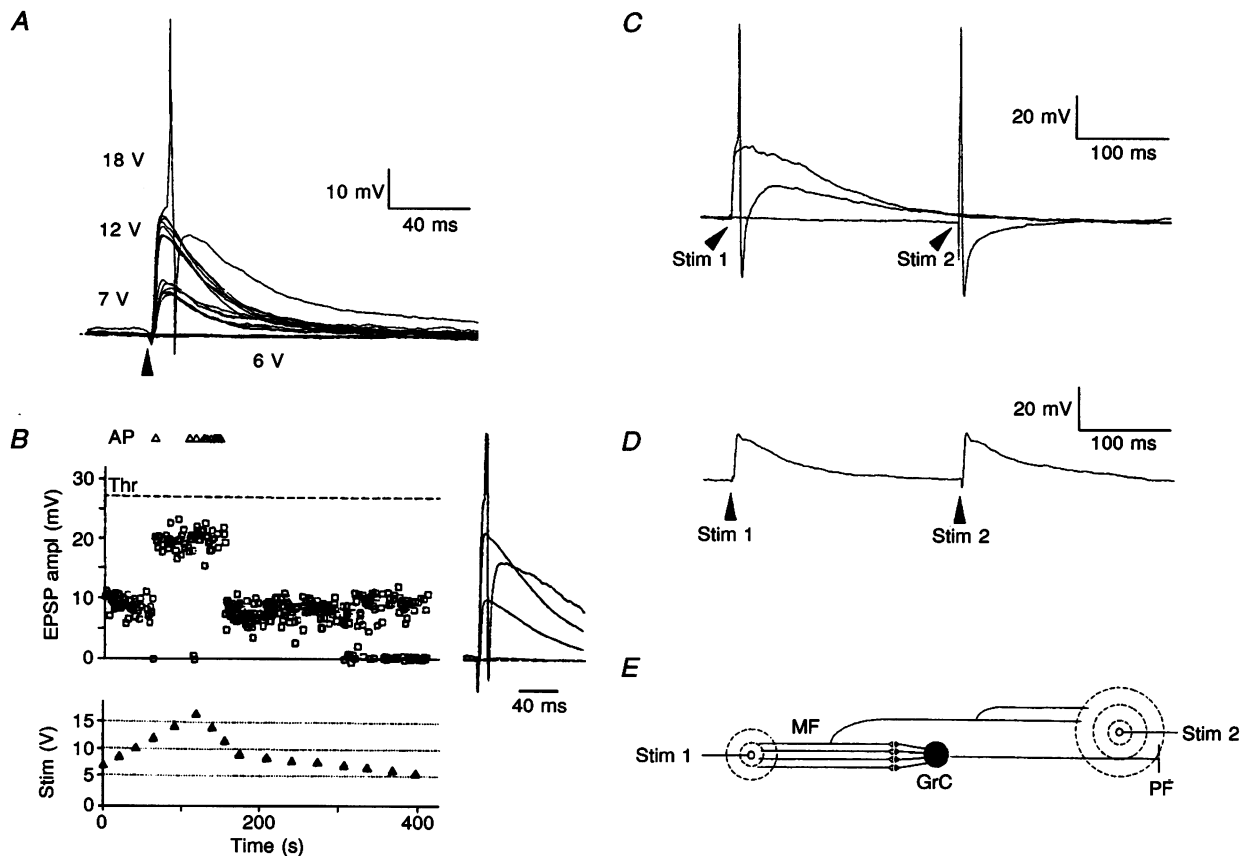 A
18 V
12 V
7 V
6 V
10 mV
40 ms
B
AP
Thr
EPSP ampl (mV)
30
20
10
0
40 ms
Stim (V)
15
10
5
0
0
200
400
Time (s)
C
20 mV
100 ms
Stim 1
Stim 2
D
20 mV
100 ms
Stim 1
Stim 2
E
MF
Stim 1
Stim 2
GrC
PF